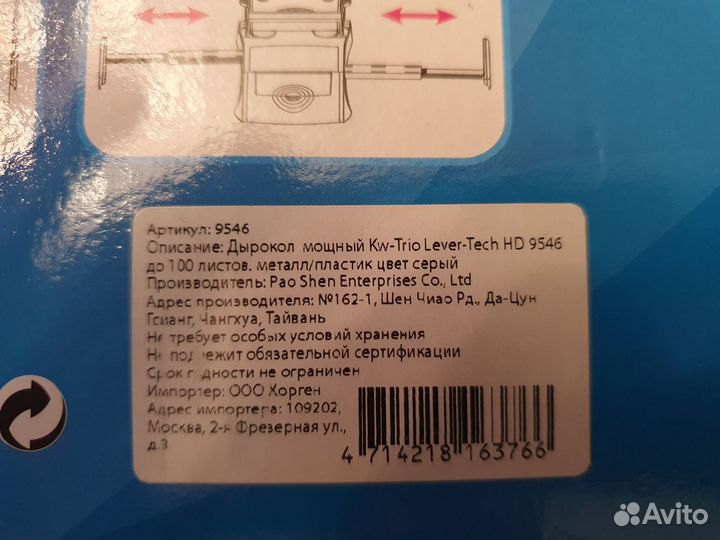 Артикул: 9546
Описание: Дырокол мощный Kw-Trio Lever-Tech HD 9546
до 100 листов. металл/пластик цвет серый
Производитель: Pao Shen Enterprises Co., Ltd
Адрес производителя: №162-1, Шен Чиао Рд., Да-Цун
Гсианг, Чангхуа, Тайвань
Не требует особых условий хранения
Не подлежит обязательной сертификации
Срок годности не ограничен
Импортер: ООО Хорген
Адрес импортера: 109202,
Москва, 2-я Фрезерная ул.,
д.3
4 714218 163766
Avito